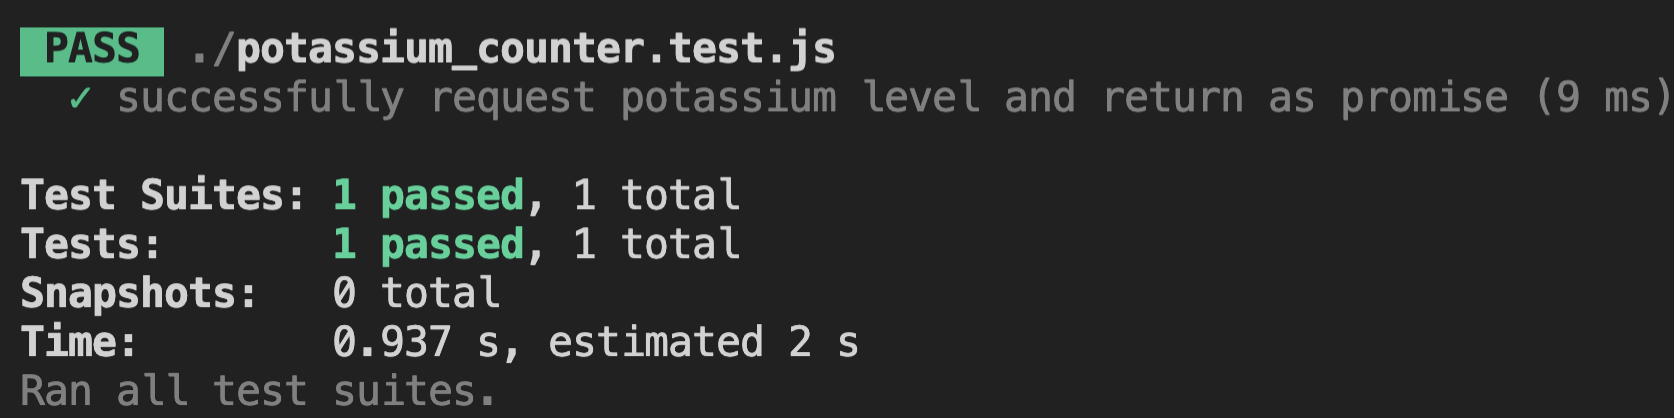 PASS ./potassium_counter.test.js
✓ successfully request potassium level and return as promise (9 ms)
Test Suites: 1 passed, 1 total
Tests: 1 passed, 1 total
Snapshots: 0 total
Time: 0.937 s, estimated 2 s
Ran all test suites.